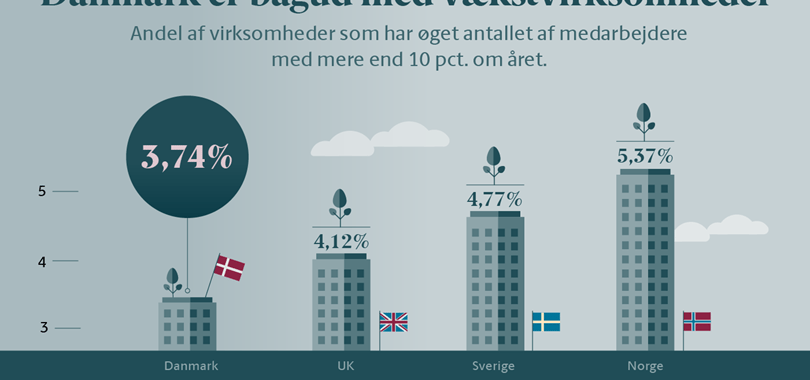 Danmark er bagud med vækstvirksomheder
Andel af virksomheder som har øget antallet af medarbejdere
med mere end 10 pct. om året.
3,74%
4,12%
4,77%
5,37%
5
4
3
Danmark
UK
Sverige
Norge